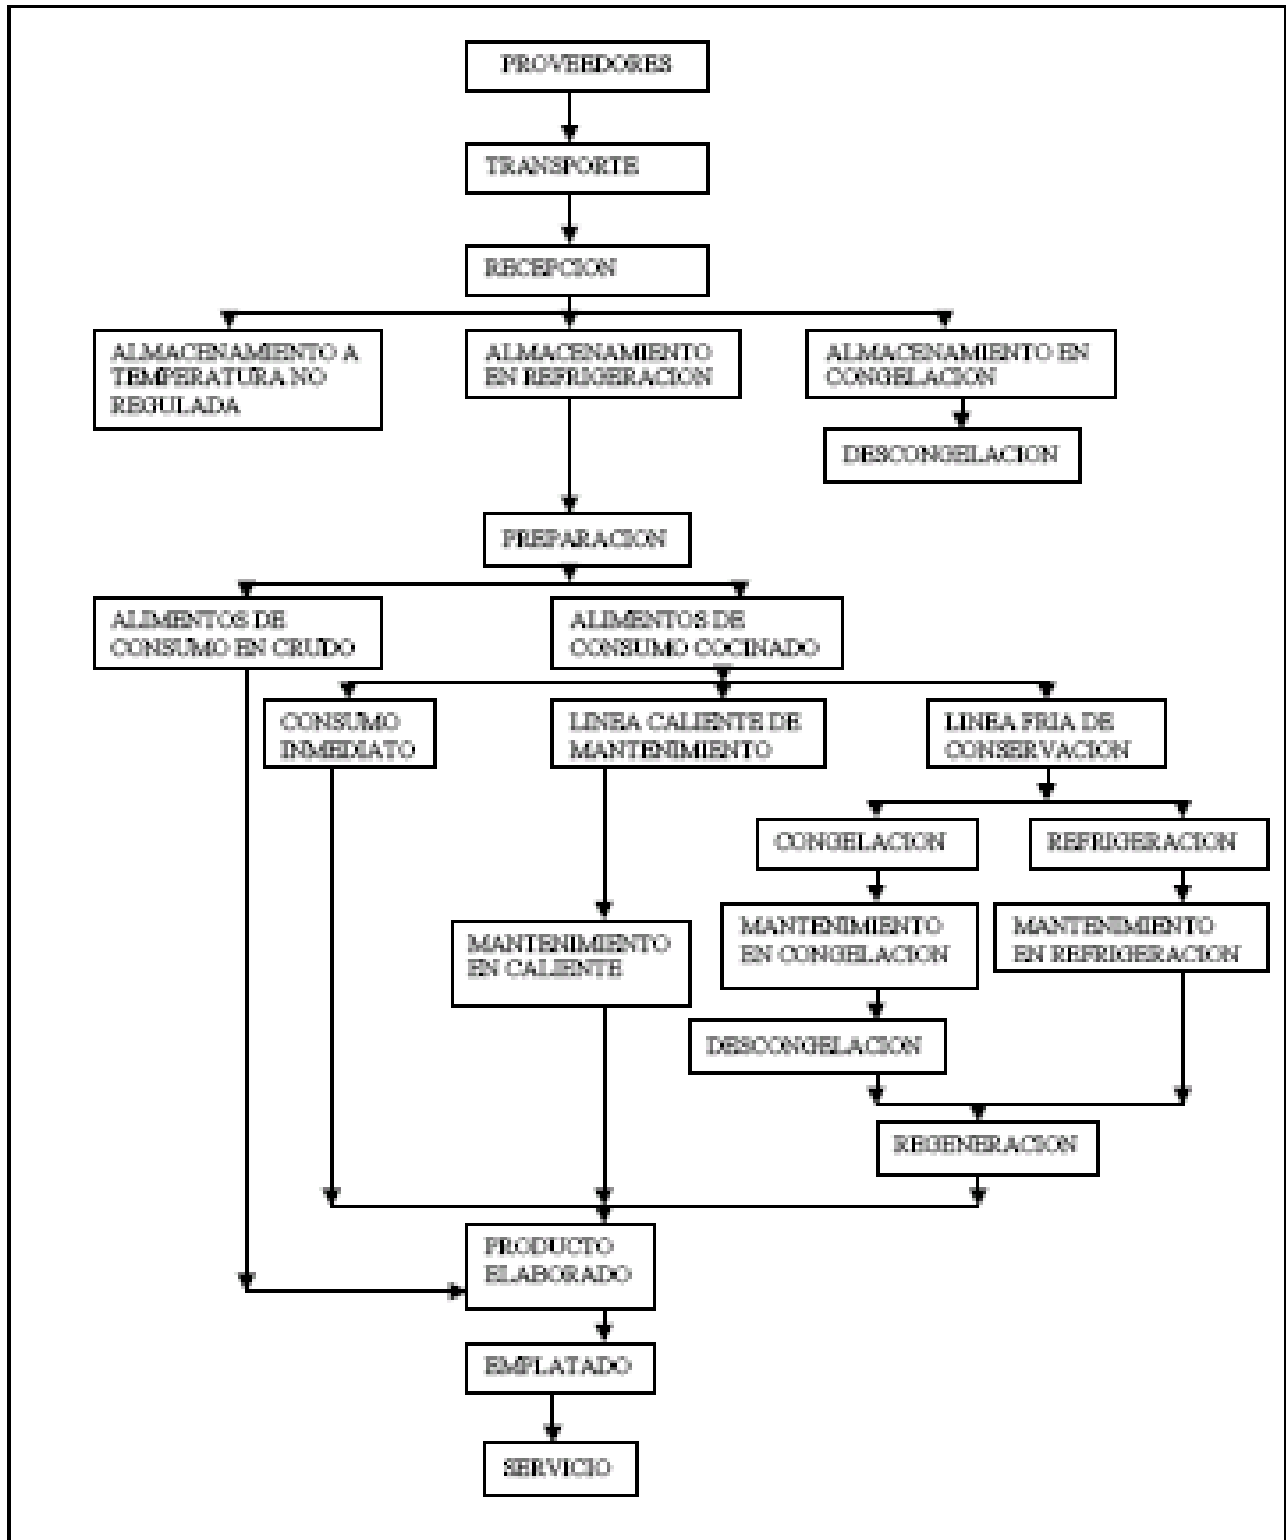 PROVEEDORES
TRANSPORTE
RECEPCION
ALMACENAMIENTO A
TEMPERATURA NO
REGULADA
ALMACENAMIENTO
EN REFRIGERACION
ALMACENAMIENTO EN
CONGELACION
DESCONGELACION
PREPARACION
ALIMENTOS DE
CONSUMO EN CRUDO
ALIMENTOS DE
CONSUMO COCINADO
CONSUMO
INMEDIATO
LINEA CALIENTE DE
MANTENIMIENTO
LINEA FRIA DE
CONSERVACION
CONGELACION
REFRIGERACION
MANTENIMIENTO
EN CALIENTE
MANTENIMIENTO
EN CONGELACION
MANTENIMIENTO
EN REFRIGERACION
DESCONGELACION
REGENERACION
PRODUCTO
ELABORADO
EMPLATADO
SERVICIO